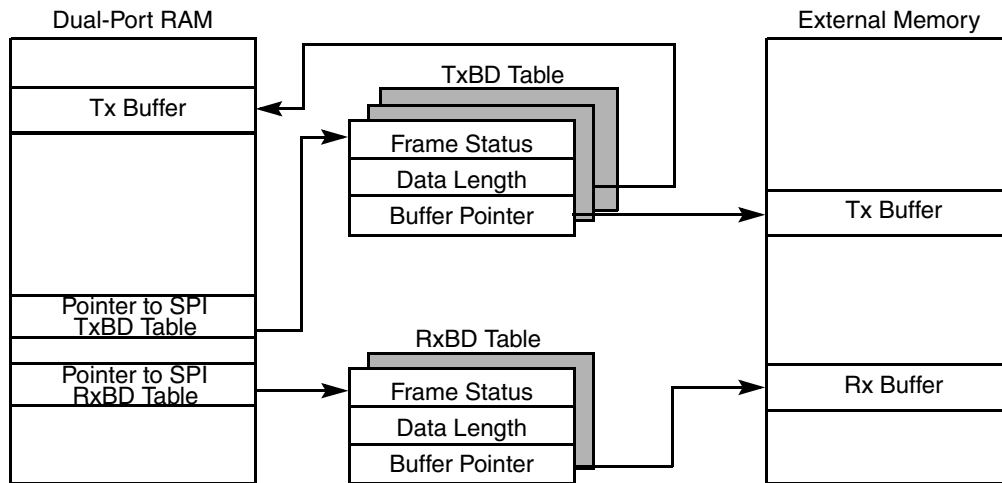 Dual-Port RAM
External Memory
TxBD Table
Tx Buffer
Frame Status
Data Length
Buffer Pointer
Tx Buffer
Pointer to SPI
TxBD Table
RxBD Table
Pointer to SPI
RxBD Table
Frame Status
Data Length
Buffer Pointer
Rx Buffer